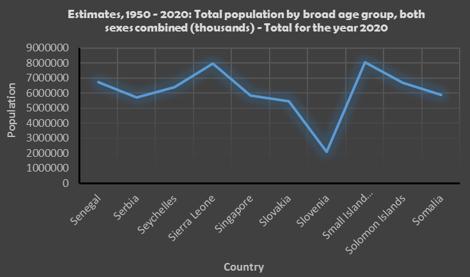 Estimates, 1950 - 2020: Total population by broad age group, both
sexes combined (thousands) - Total for the year 2020
9000000
8000000
7000000
6000000
5000000
4000000
3000000
2000000
1000000
0
Population
Senegal
Serbia
Seychelles
Sierra Leone
Singapore
Slovakia
Slovenia
Small Island...
Solomon Islands
Somalia
Country